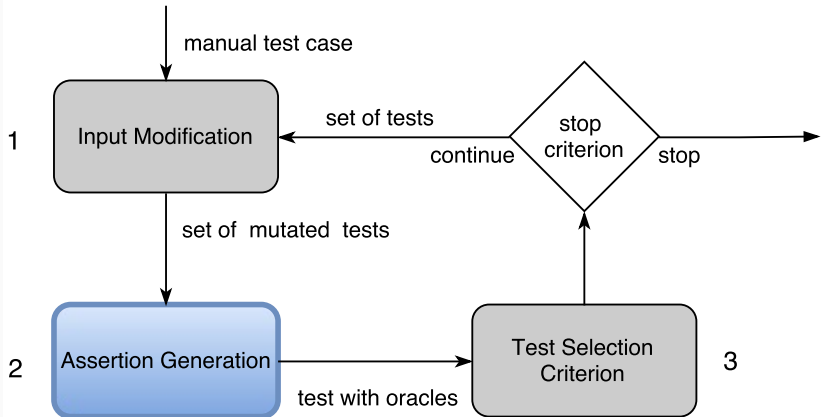 manual test case
1
Input Modification
set of tests
continue
stop
criterion
stop
set of mutated tests
2
Assertion Generation
test with oracles
Test Selection
Criterion
3